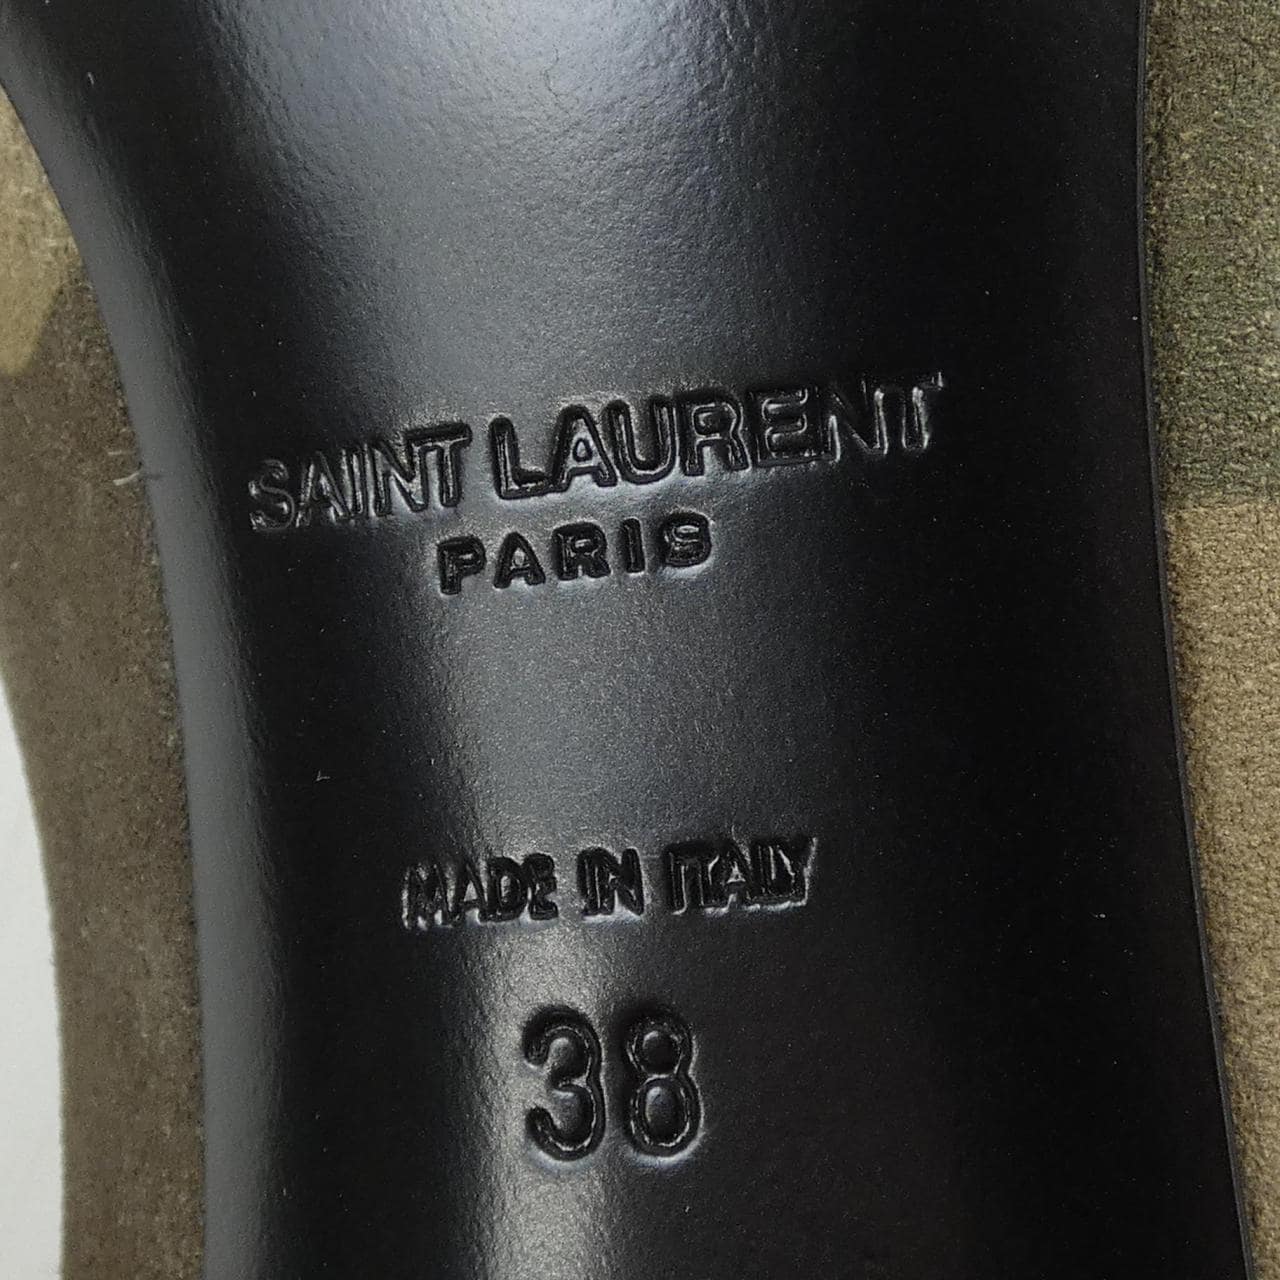 SAINT LAURENT
PARIS
MADE IN ITALY
38